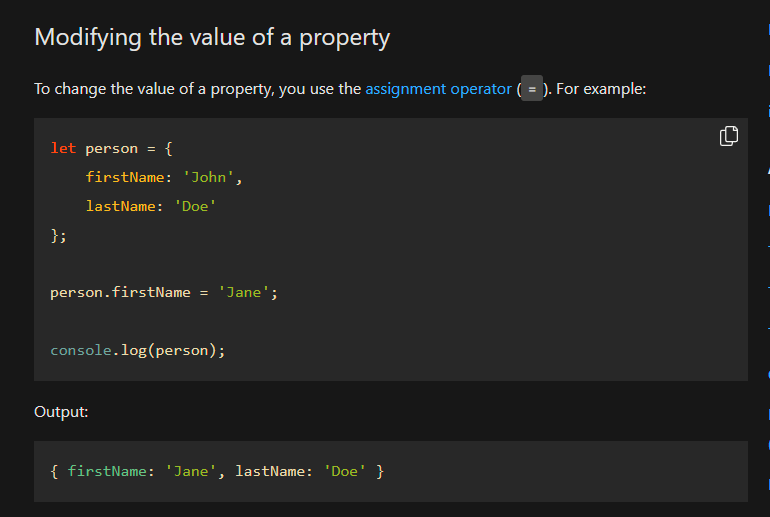 Modifying the value of a property
To change the value of a property, you use the assignment operator ( = ). For example:
let person = {
    firstName: 'John',
    lastName: 'Doe'
};
person.firstName = 'Jane';
console.log(person);
Output:
{ firstName: 'Jane', lastName: 'Doe' }